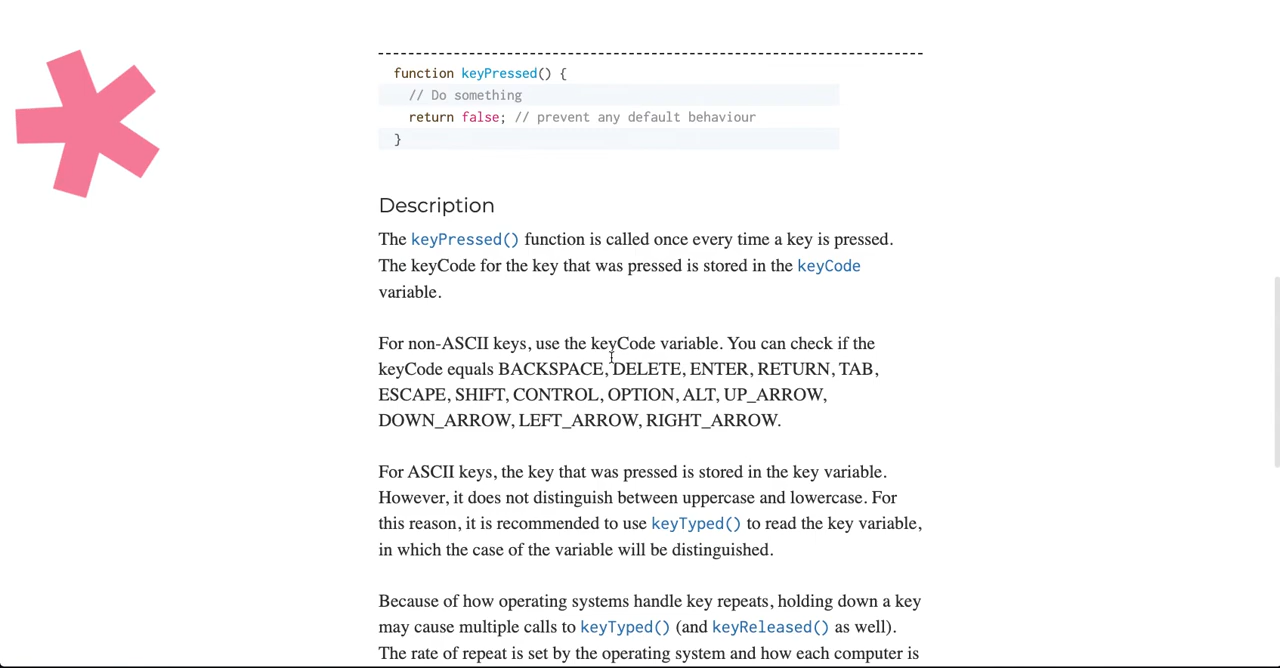 function keyPressed() {
// Do something
return false; // prevent any default behaviour
}
Description
The keyPressed() function is called once every time a key is pressed.
The keyCode for the key that was pressed is stored in the keyCode
variable.
For non-ASCII keys, use the keyCode variable. You can check if the
keyCode equals BACKSPACE, DELETE, ENTER, RETURN, TAB,
ESCAPE, SHIFT, CONTROL, OPTION, ALT, UP_ARROW,
DOWN_ARROW, LEFT_ARROW, RIGHT_ARROW.
For ASCII keys, the key that was pressed is stored in the key variable.
However, it does not distinguish between uppercase and lowercase. For
this reason, it is recommended to use keyTyped() to read the key variable,
in which the case of the variable will be distinguished.
Because of how operating systems handle key repeats, holding down a key
may cause multiple calls to keyTyped() (and keyReleased() as well).
The rate of repeat is set by the operating system and how each computer is